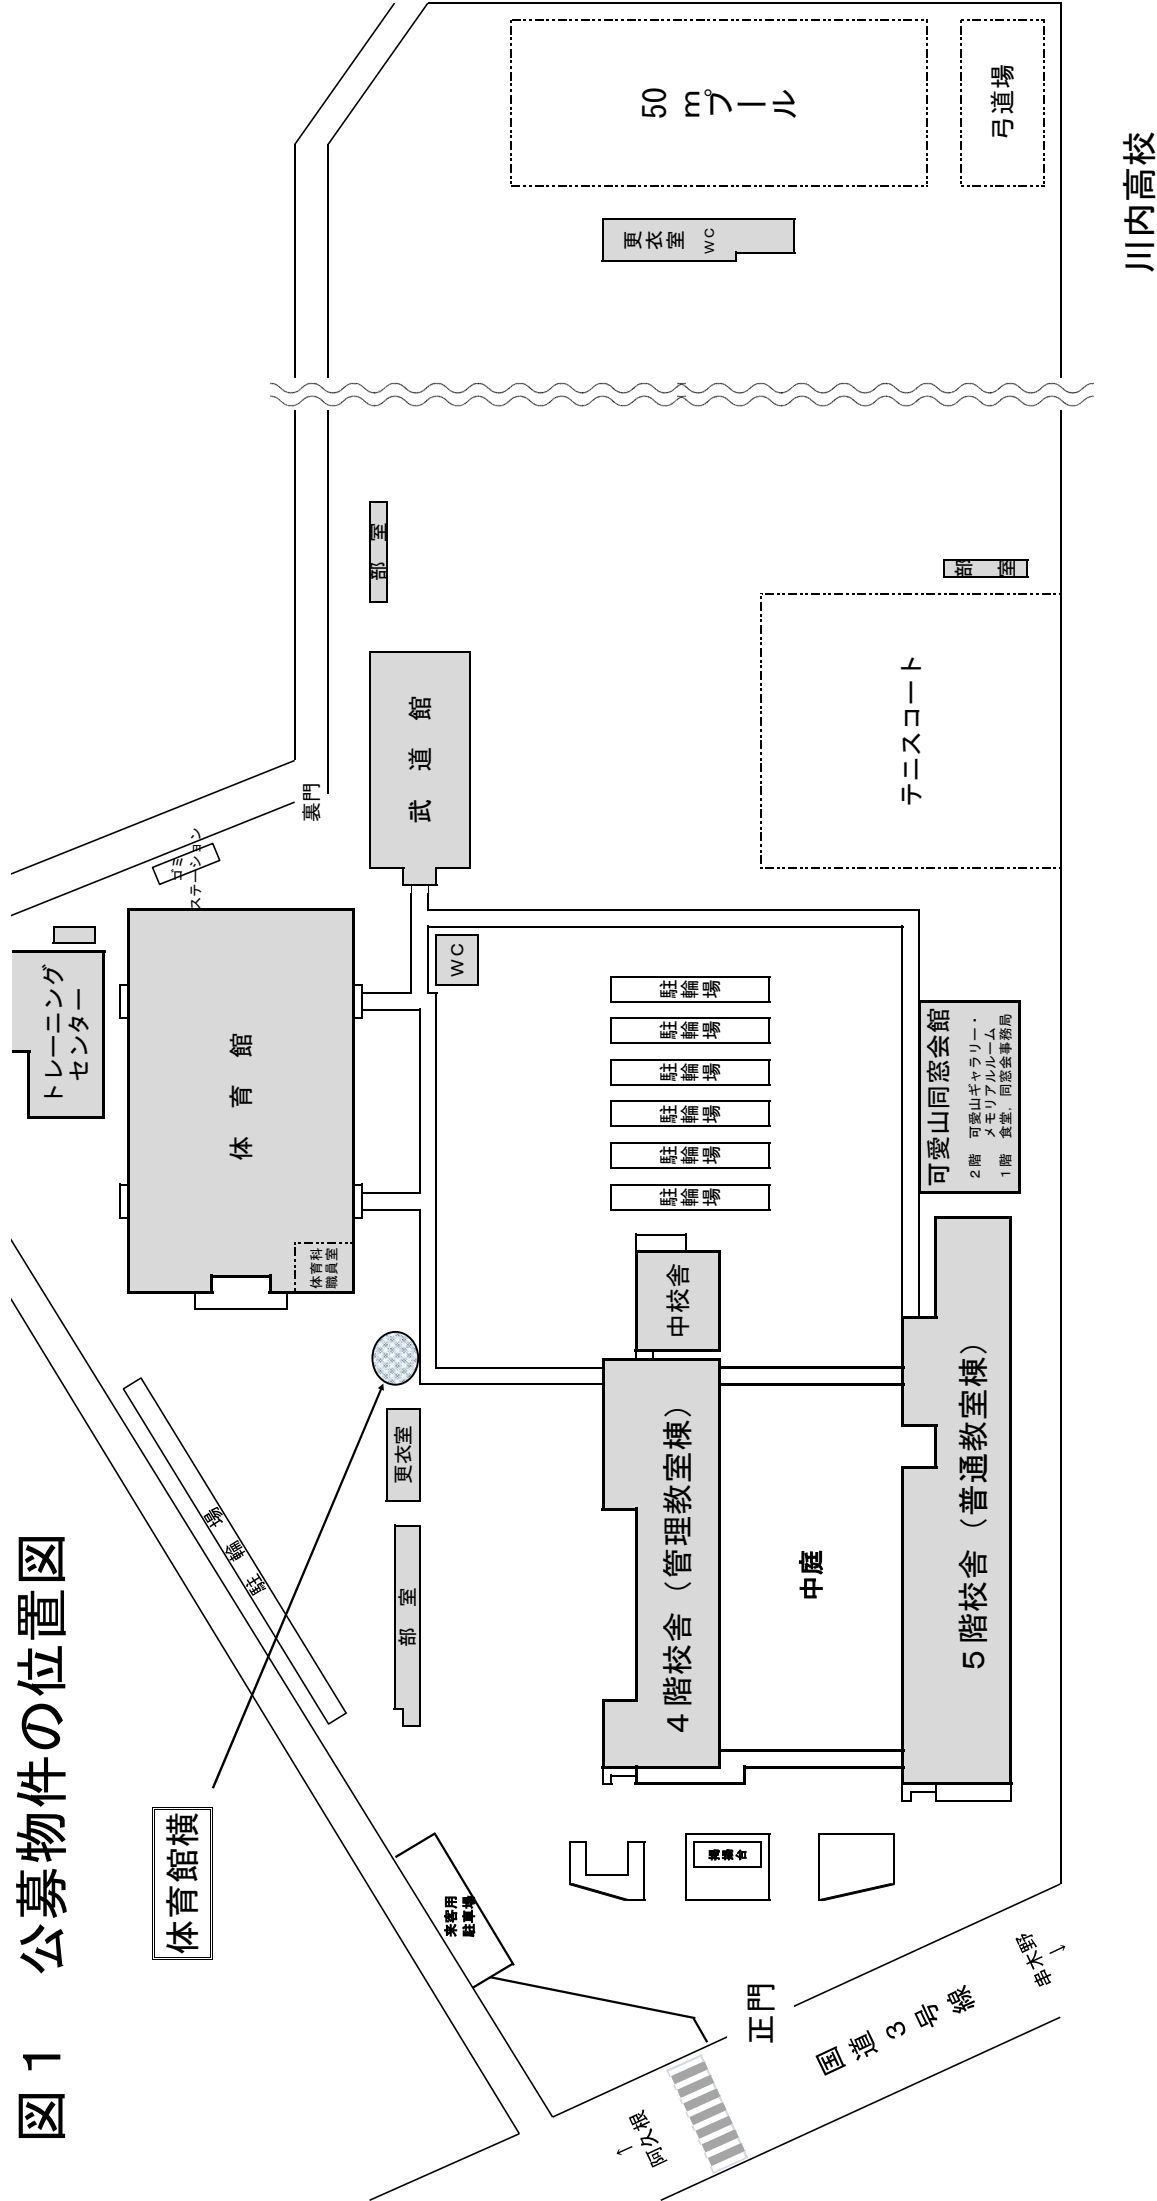 図１　公募物件の位置図
体育館横
トレーニング
センター
ゴミ
ステーション
体　育　館
体育科
職員室
駐　輪　場
裏門
武　道　館
部　室
更衣室
部　室
WC
来客用
駐車場
50
ｍプール
弓道場
更衣室
WC
部　室
テニスコート
駐輪場
駐輪場
駐輪場
駐輪場
駐輪場
駐輪場
中校舎
４階校舎（管理教室棟）
中庭
可愛山同窓会館
２階　可愛山ギャラリー・
メモリアルルーム
１階　食堂，同窓会事務局
５階校舎（普通教室棟）
正門
国道３号線
←
阿久根
串木野
→
川内高校